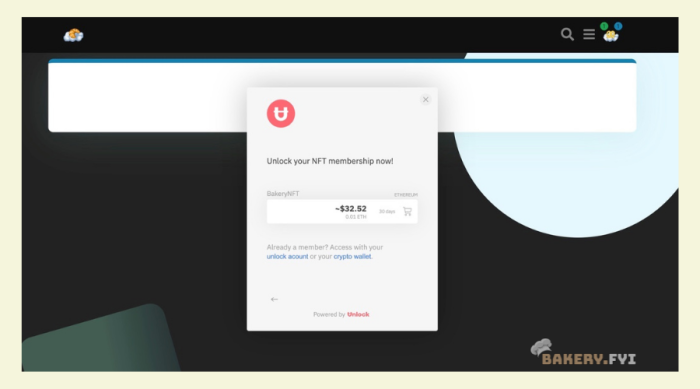 Unlock your NFT membership now!
BakeryNFT
ETHEREUM
~$32.52
0.01 ETH
30 days
Already a member? Access with your
unlock acount or your crypto wallet.
Powered by Unlock
BAKERY.FYI